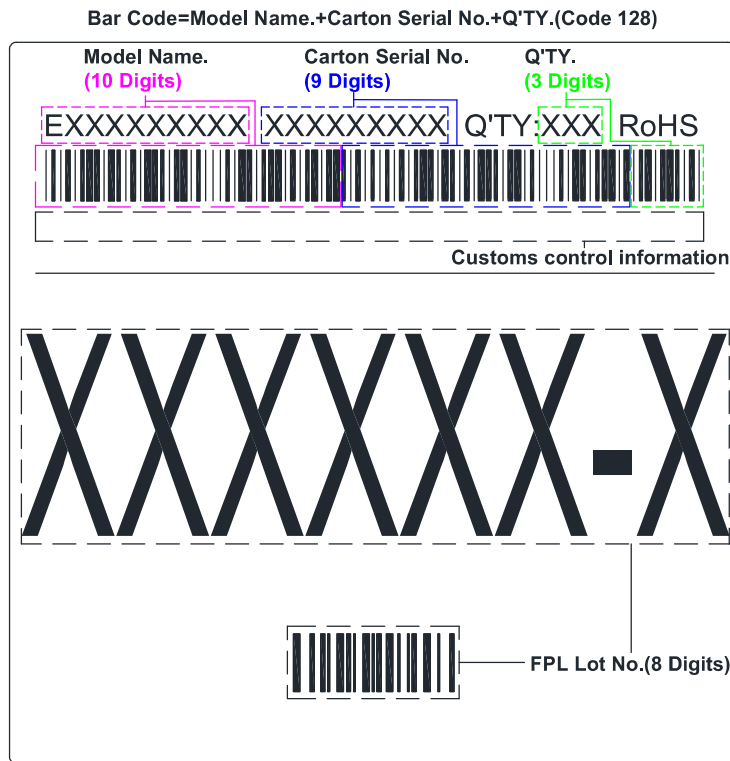 Bar Code=Model Name.+Carton Serial No.+Q'TY.(Code 128)
Model Name. Carton Serial No. Q'TY.
(10 Digits) (9 Digits) (3 Digits)
EXXXXXXXXX XXXXXXXXX Q'TY:XXX RoHS
Customs control information
XXXXXX-X
FPL Lot No.(8 Digits)